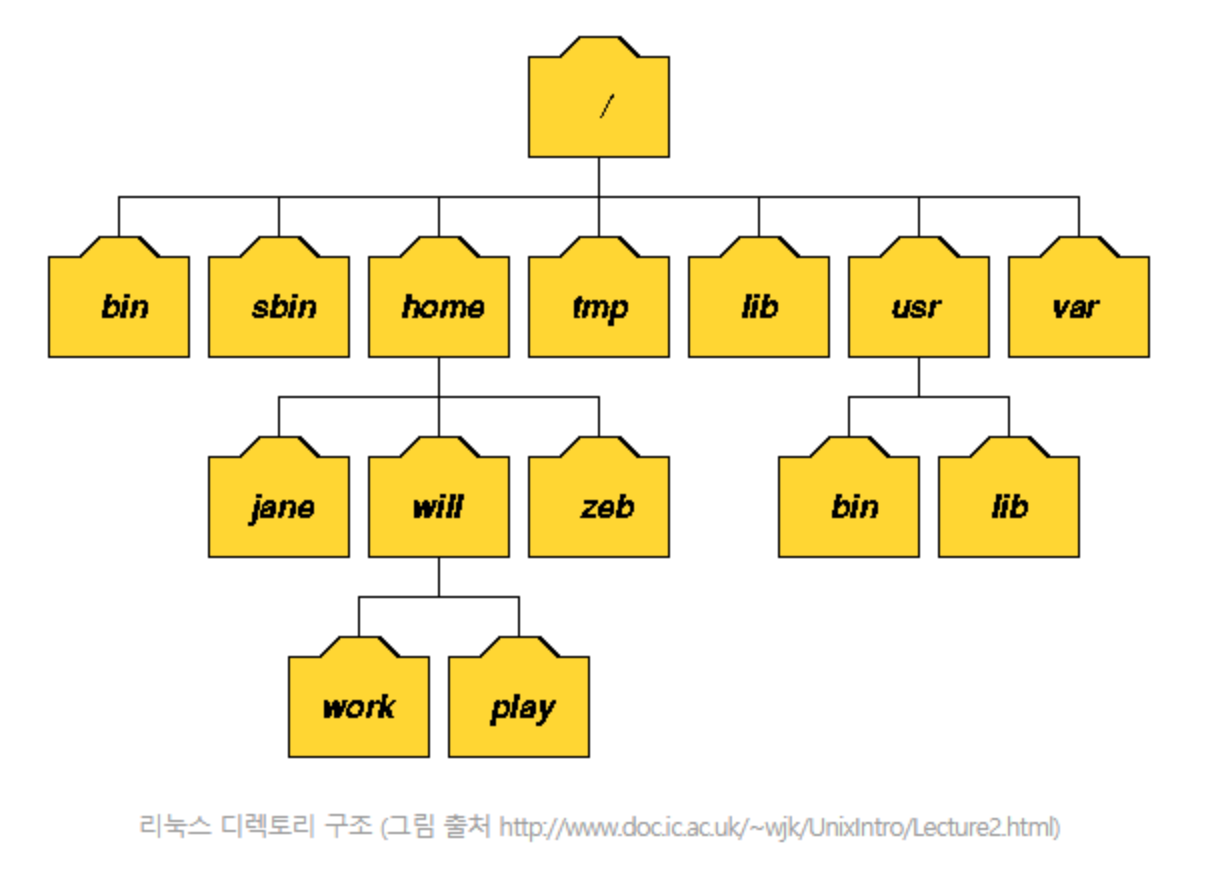 /
bin sbin home tmp lib usr var
jane will zeb bin lib
work play
리눅스 디렉토리 구조 (그림 출처 http://www.doc.ic.ac.uk/~wjk/UnixIntro/Lecture2.html)